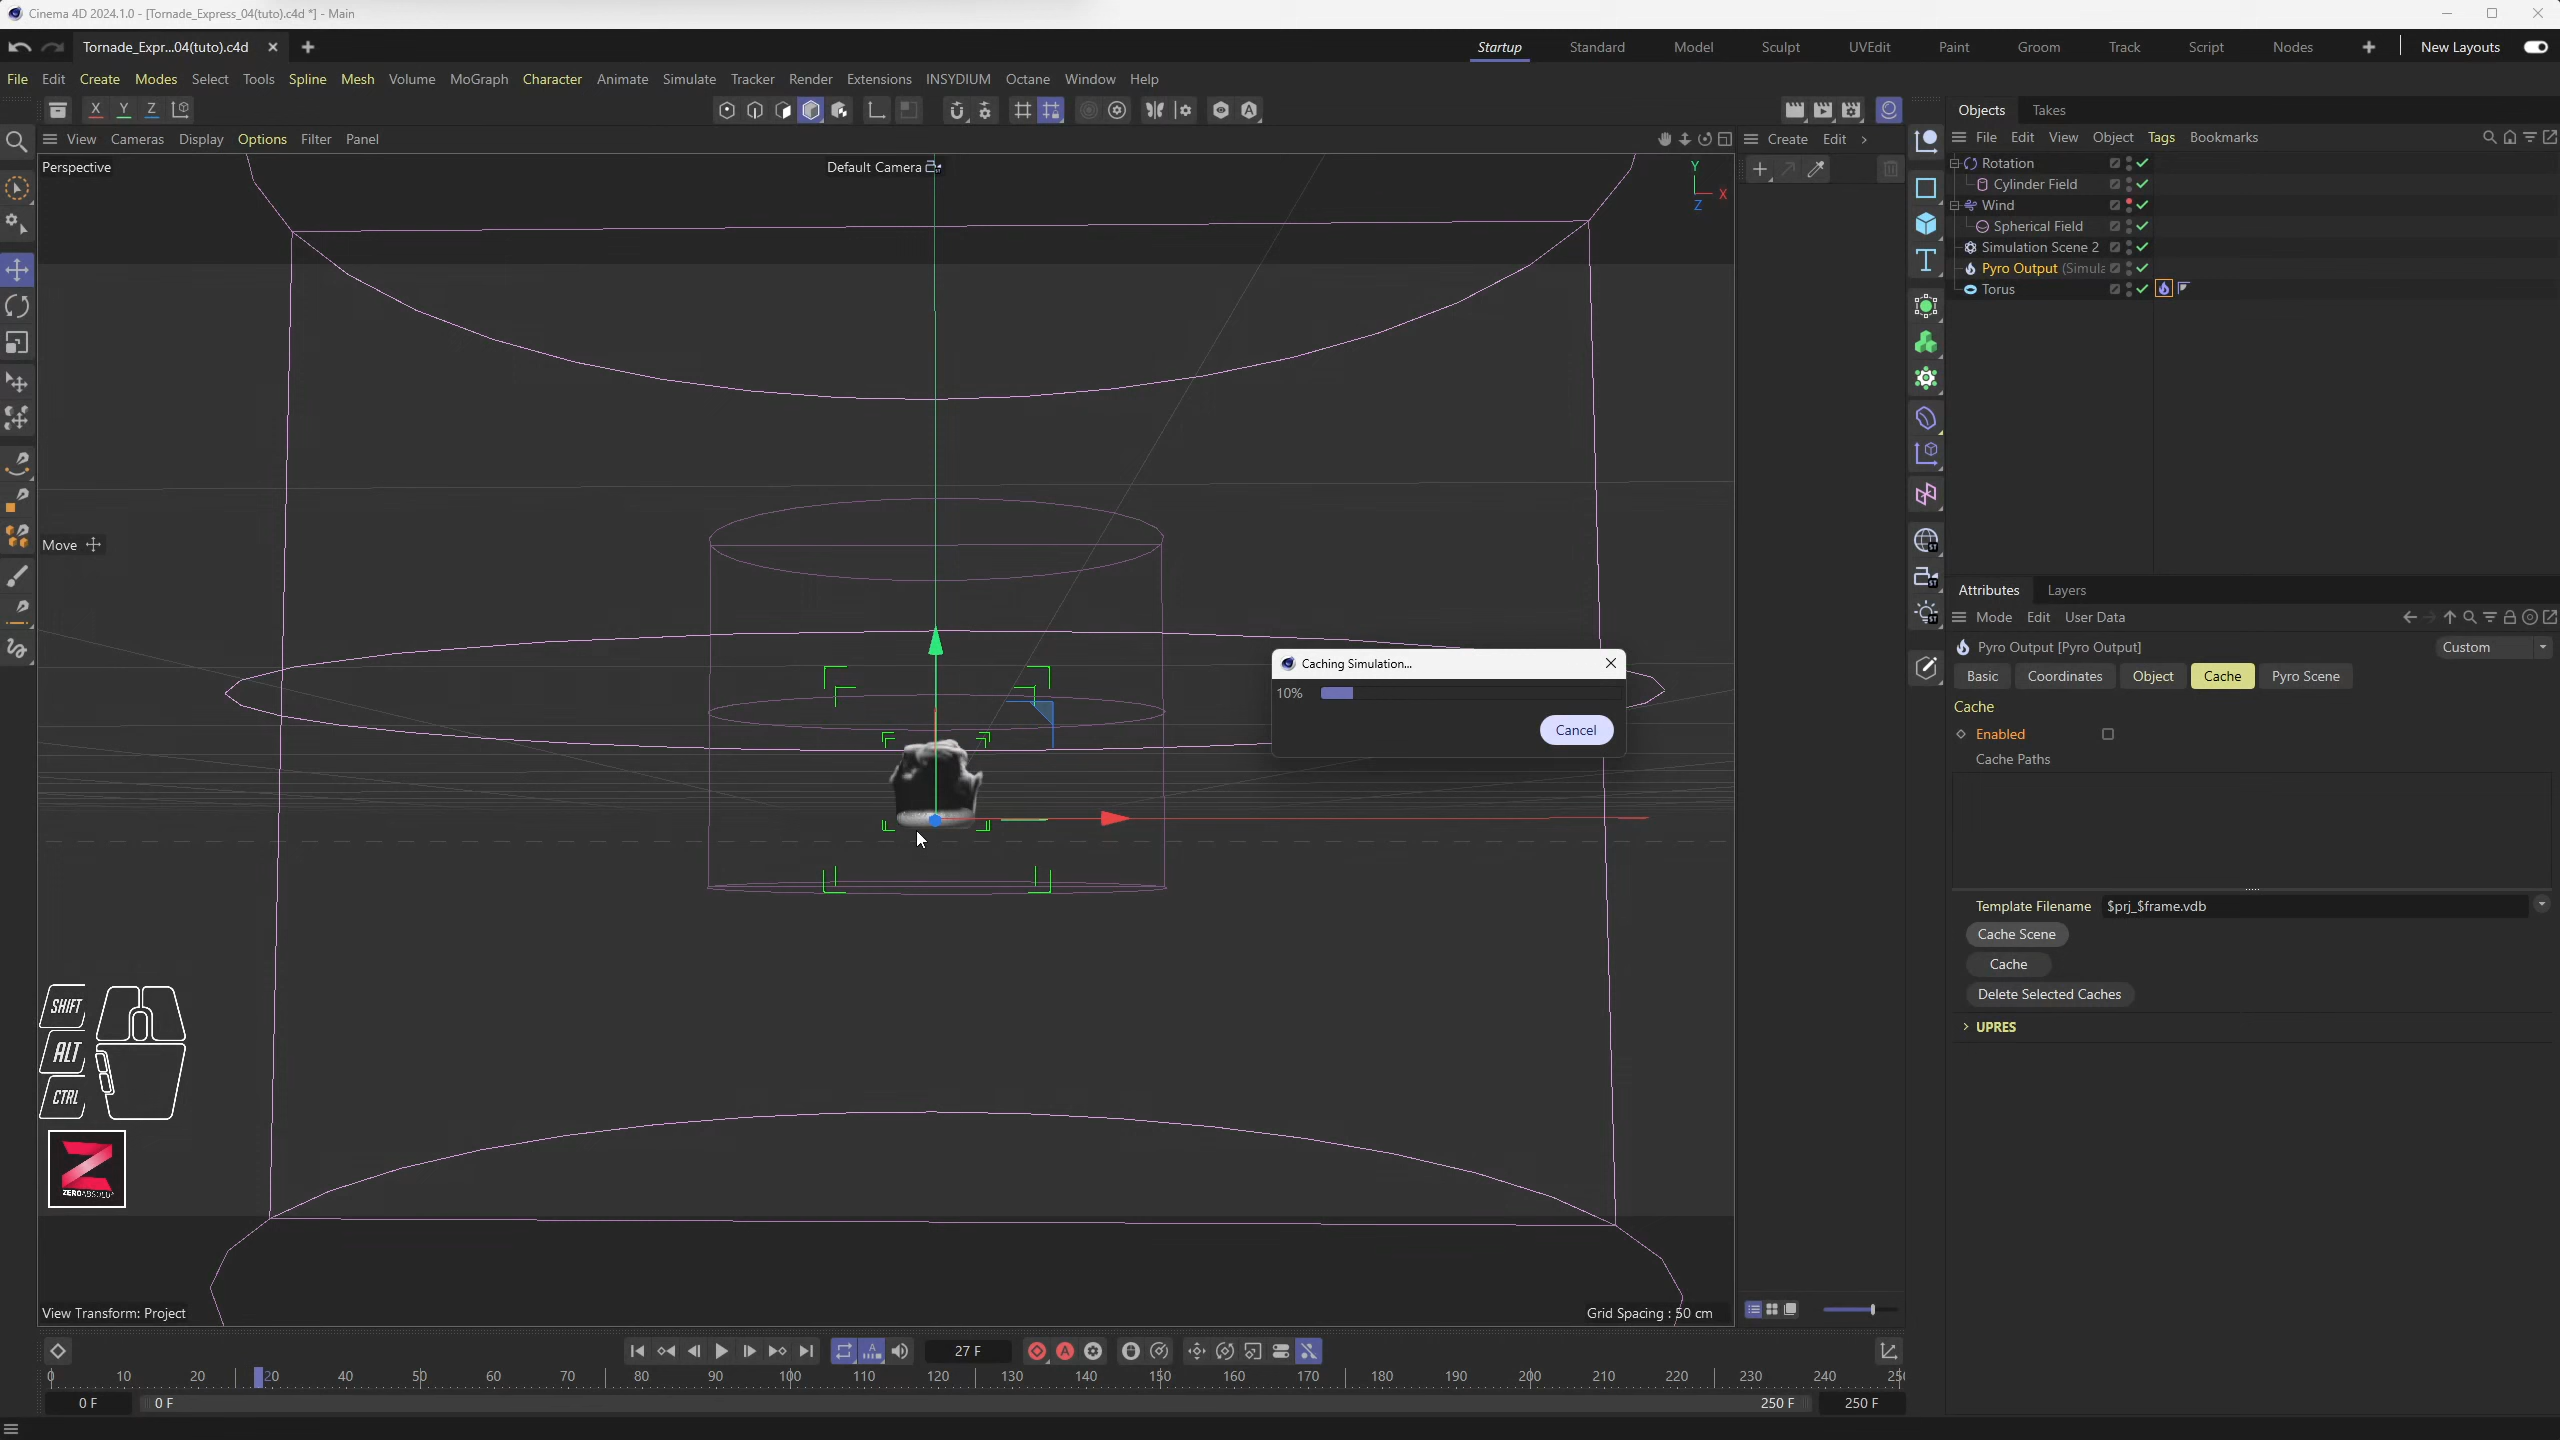 Cinema 4D 2024.1.0 - [Tornade_Express_04(tuto).c4d *] - Main
Tornade_Expr...04(tuto).c4d
Startup Standard Model Sculpt UVEdit Paint Groom Track Script Nodes New Layouts
File Edit Create Modes Select Tools Spline Mesh Volume MoGraph Character Animate Simulate Tracker Render Extensions INSYDIUM Octane Window Help
X Y Z
Objects Takes
View Cameras Display Options Filter Panel
Create Edit
File Edit View Object Tags Bookmarks
Perspective
Default Camera
Y
X
Z
Rotation
Cylinder Field
Wind
Spherical Field
Simulation Scene 2
Pyro Output (Simula
Torus
Move
Attributes Layers
Mode Edit User Data
Pyro Output [Pyro Output]
Custom
Basic Coordinates Object Cache Pyro Scene
Cache
Enabled
Cache Paths
Caching Simulation...
10%
Cancel
Template Filename $prj_$frame.vdb
Cache Scene
Cache
Delete Selected Caches
UPRES
SHIFT
ALT
CTRL
ZEROABSOLU
View Transform: Project
Grid Spacing : 50 cm
27 F
0 10 20 20 40 50 60 70 80 90 100 110 120 130 140 150 160 170 180 190 200 210 220 230 240 25
0 F 0 F 250 F 250 F